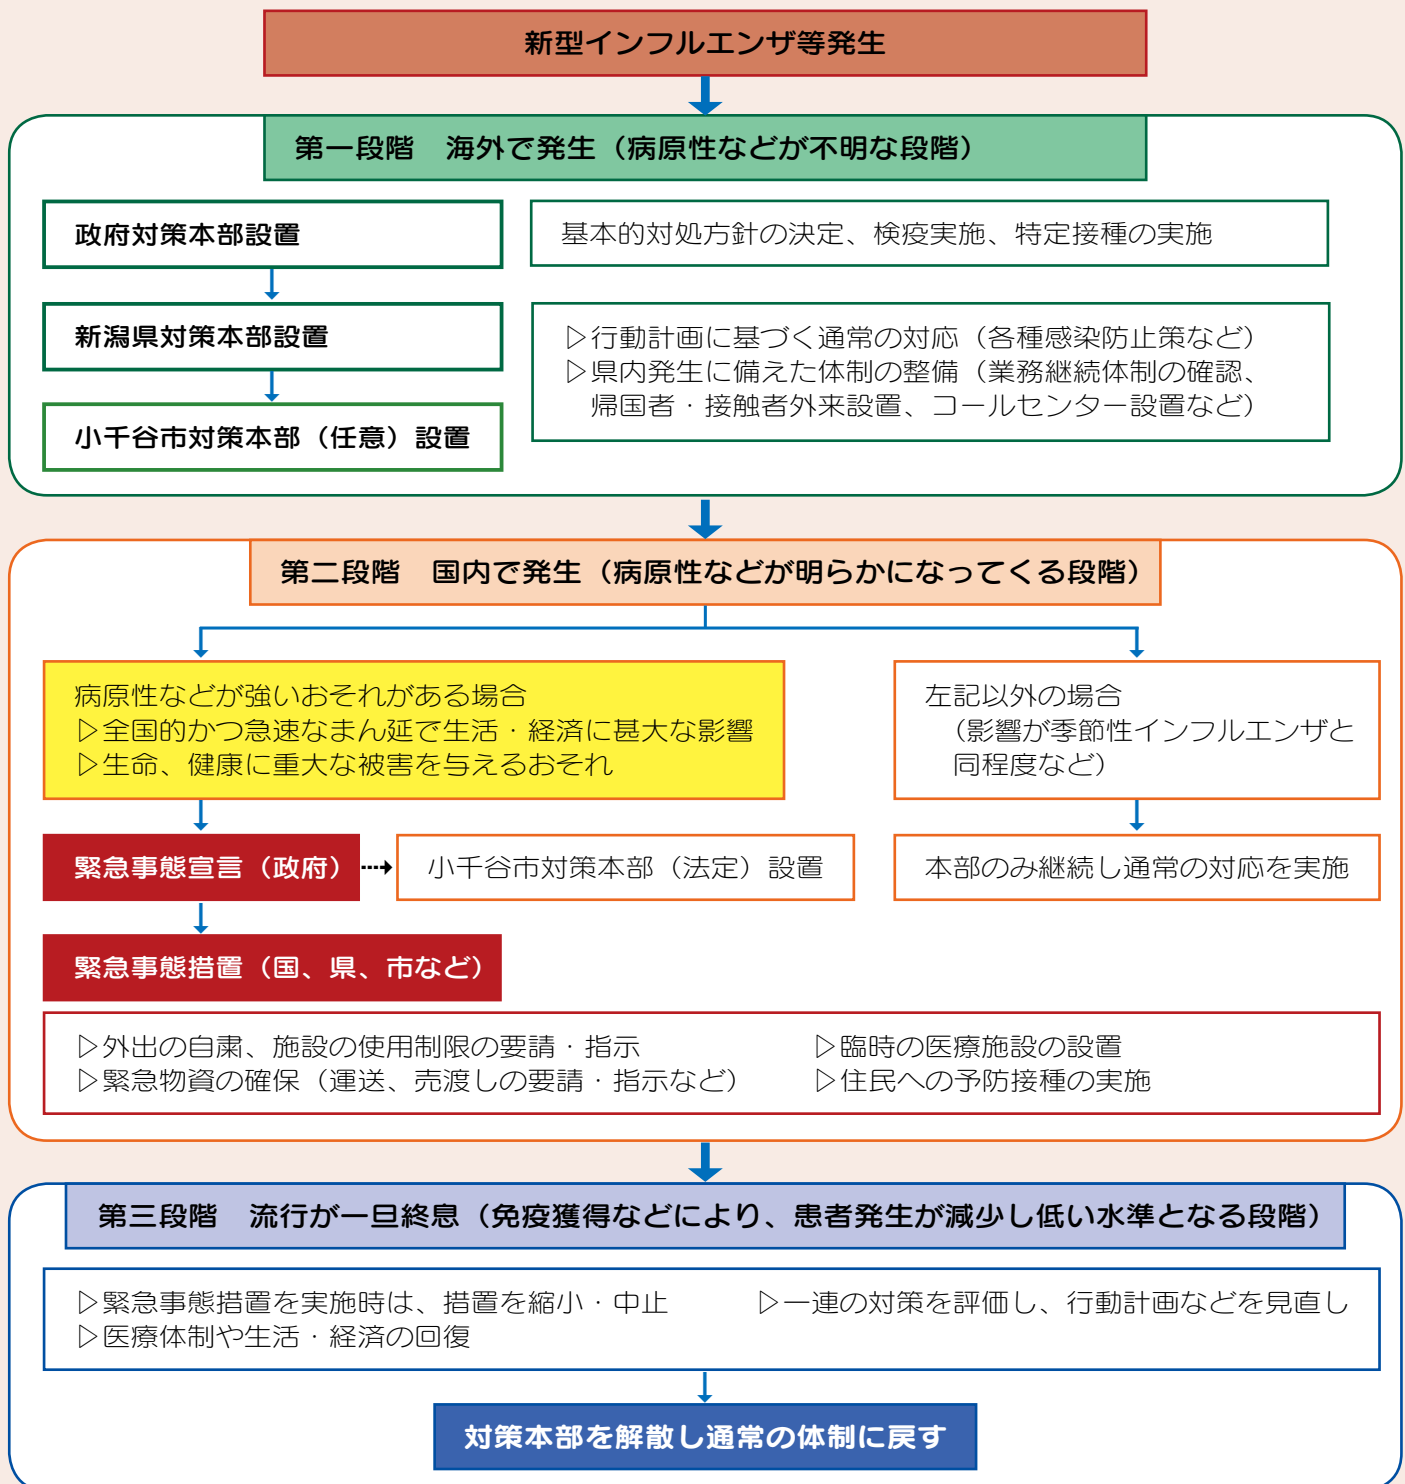 新型インフルエンザ等発生
第一段階　海外で発生（病原性などが不明な段階）
政府対策本部設置
基本的対処方針の決定、検疫実施、特定接種の実施
新潟県対策本部設置
▷行動計画に基づく通常の対応（各種感染防止策など）
▷県内発生に備えた体制の整備（業務継続体制の確認、
帰国者・接触者外来設置、コールセンター設置など）
小千谷市対策本部（任意）設置
第二段階　国内で発生（病原性などが明らかになってくる段階）
病原性などが強いおそれがある場合
▷全国的かつ急速なまん延で生活・経済に甚大な影響
▷生命、健康に重大な被害を与えるおそれ
左記以外の場合
（影響が季節性インフルエンザと
同程度など）
緊急事態宣言（政府）
小千谷市対策本部（法定）設置
本部のみ継続し通常の対応を実施
緊急事態措置（国、県、市など）
▷外出の自粛、施設の使用制限の要請・指示
▷緊急物資の確保（運送、売渡しの要請・指示など）
▷臨時の医療施設の設置
▷住民への予防接種の実施
第三段階　流行が一旦終息（免疫獲得などにより、患者発生が減少し低い水準となる段階）
▷緊急事態措置を実施時は、措置を縮小・中止
▷医療体制や生活・経済の回復
▷一連の対策を評価し、行動計画などを見直し
対策本部を解散し通常の体制に戻す